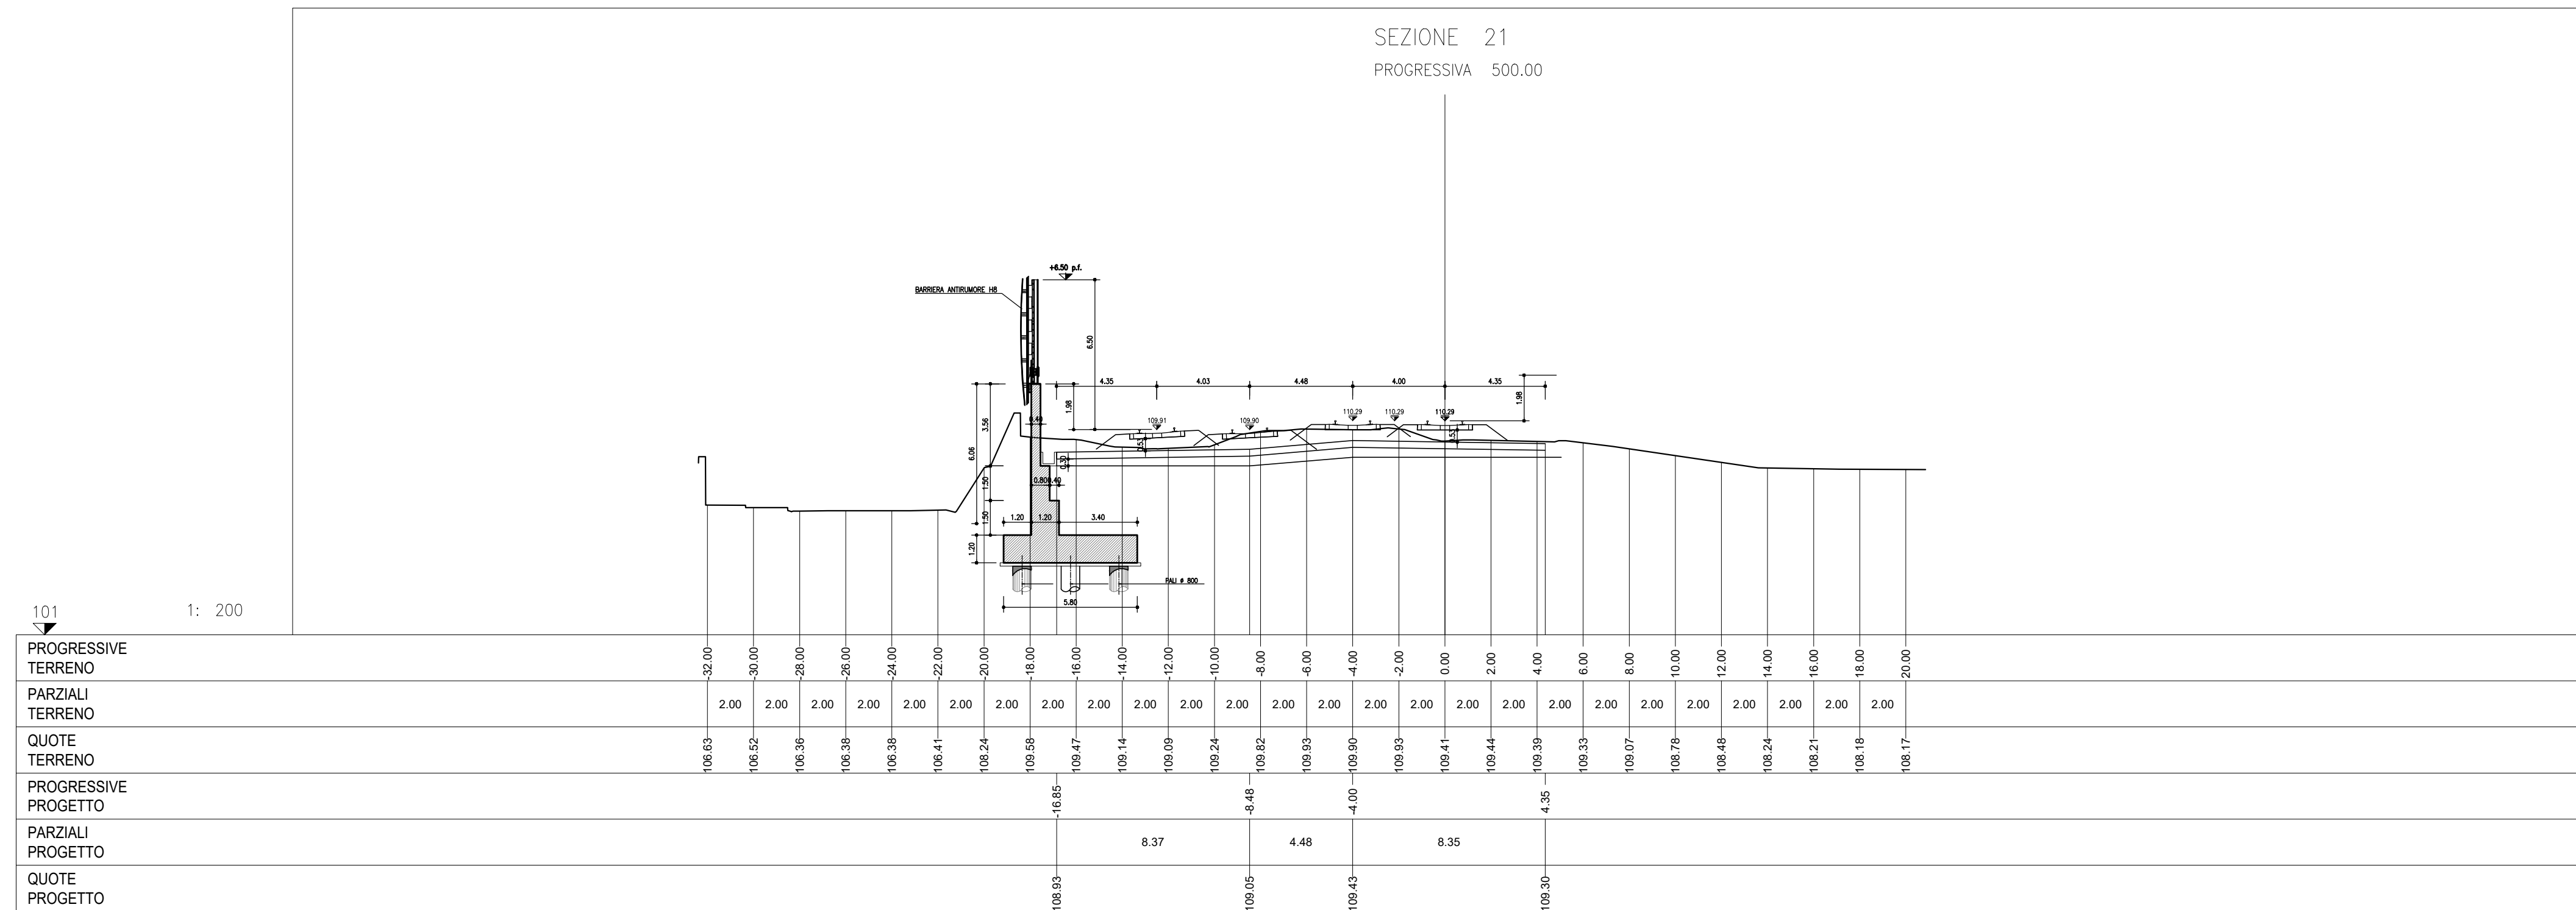 SEZIONE 21
PROGRESSIVA 500.00
+6.50 p.f.
BARRIERA ANTIRUMORE H8
6.50
4.35 4.03 4.48 4.00 4.35
1.98
1.98
3.56
6.06
0.40
109.91 109.90 110.29 110.29 110.29
0.53
0.53
0.30
1.50
0.80 0.40
1.50
1.20 1.20 3.40
1.20
PALI ø 800
5.80
101 1: 200
PROGRESSIVE TERRENO
-32.00 -30.00 -28.00 -26.00 -24.00 -22.00 -20.00 -18.00 -16.00 -14.00 -12.00 -10.00 -8.00 -6.00 -4.00 -2.00 0.00 2.00 4.00 6.00 8.00 10.00 12.00 14.00 16.00 18.00 20.00
PARZIALI TERRENO
2.00 2.00 2.00 2.00 2.00 2.00 2.00 2.00 2.00 2.00 2.00 2.00 2.00 2.00 2.00 2.00 2.00 2.00 2.00 2.00 2.00 2.00 2.00 2.00 2.00 2.00
QUOTE TERRENO
106.63 106.52 106.36 106.38 106.38 106.41 108.24 109.58 109.47 109.14 109.09 109.24 109.82 109.93 109.90 109.93 109.41 109.44 109.39 109.33 109.07 108.78 108.48 108.24 108.21 108.18 108.17
PROGRESSIVE PROGETTO
-16.85 -8.48 -4.00 4.35
PARZIALI PROGETTO
8.37 4.48 8.35
QUOTE PROGETTO
108.93 109.05 109.43 109.30